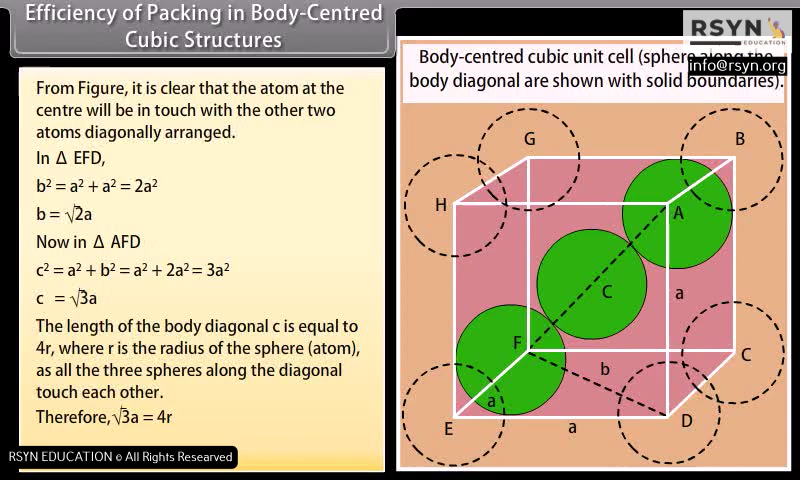 Efficiency of Packing in Body-Centred
Cubic Structures
RSYN
EDUCATION
info@rsyn.org
From Figure, it is clear that the atom at the
centre will be in touch with the other two
atoms diagonally arranged.
In Δ EFD,
b² = a² + a² = 2a²
b = √2a
Now in Δ AFD
c² = a² + b² = a² + 2a² = 3a²
c = √3a
The length of the body diagonal c is equal to
4r, where r is the radius of the sphere (atom),
as all the three spheres along the diagonal
touch each other.
Therefore, √3a = 4r
RSYN EDUCATION © All Rights Researved
Body-centred cubic unit cell (sphere along the
body diagonal are shown with solid boundaries).
G
B
H
A
C
a
F
b
C
a
E
a
D